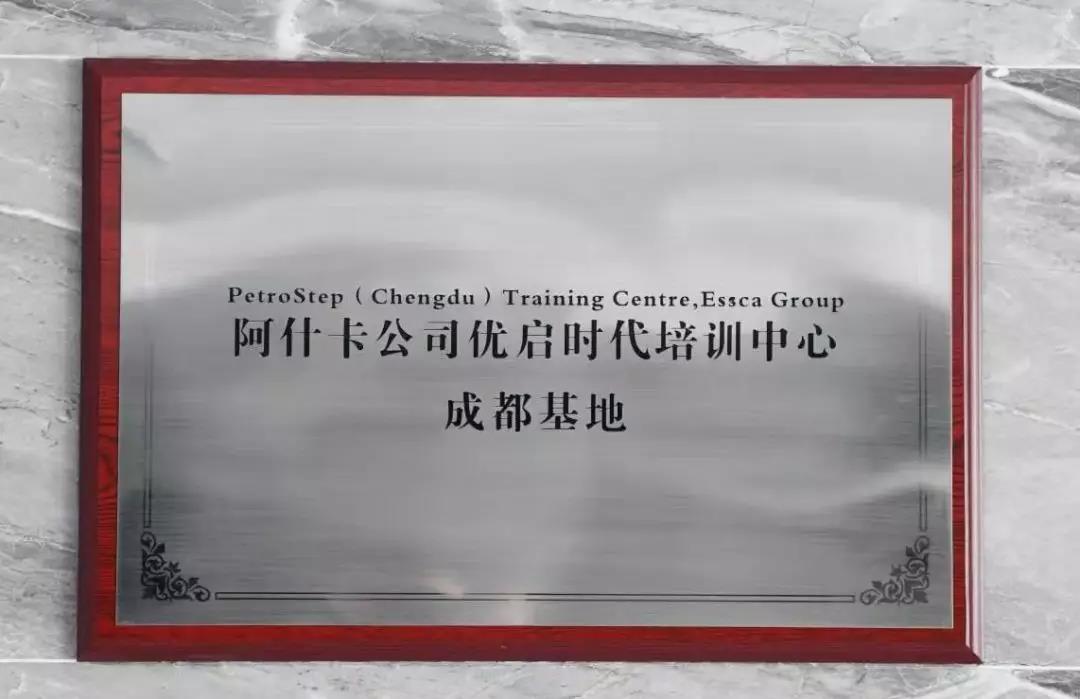 PetroStep（Chengdu）Training Centre,Essca Group
阿什卡公司优启时代培训中心
成都基地